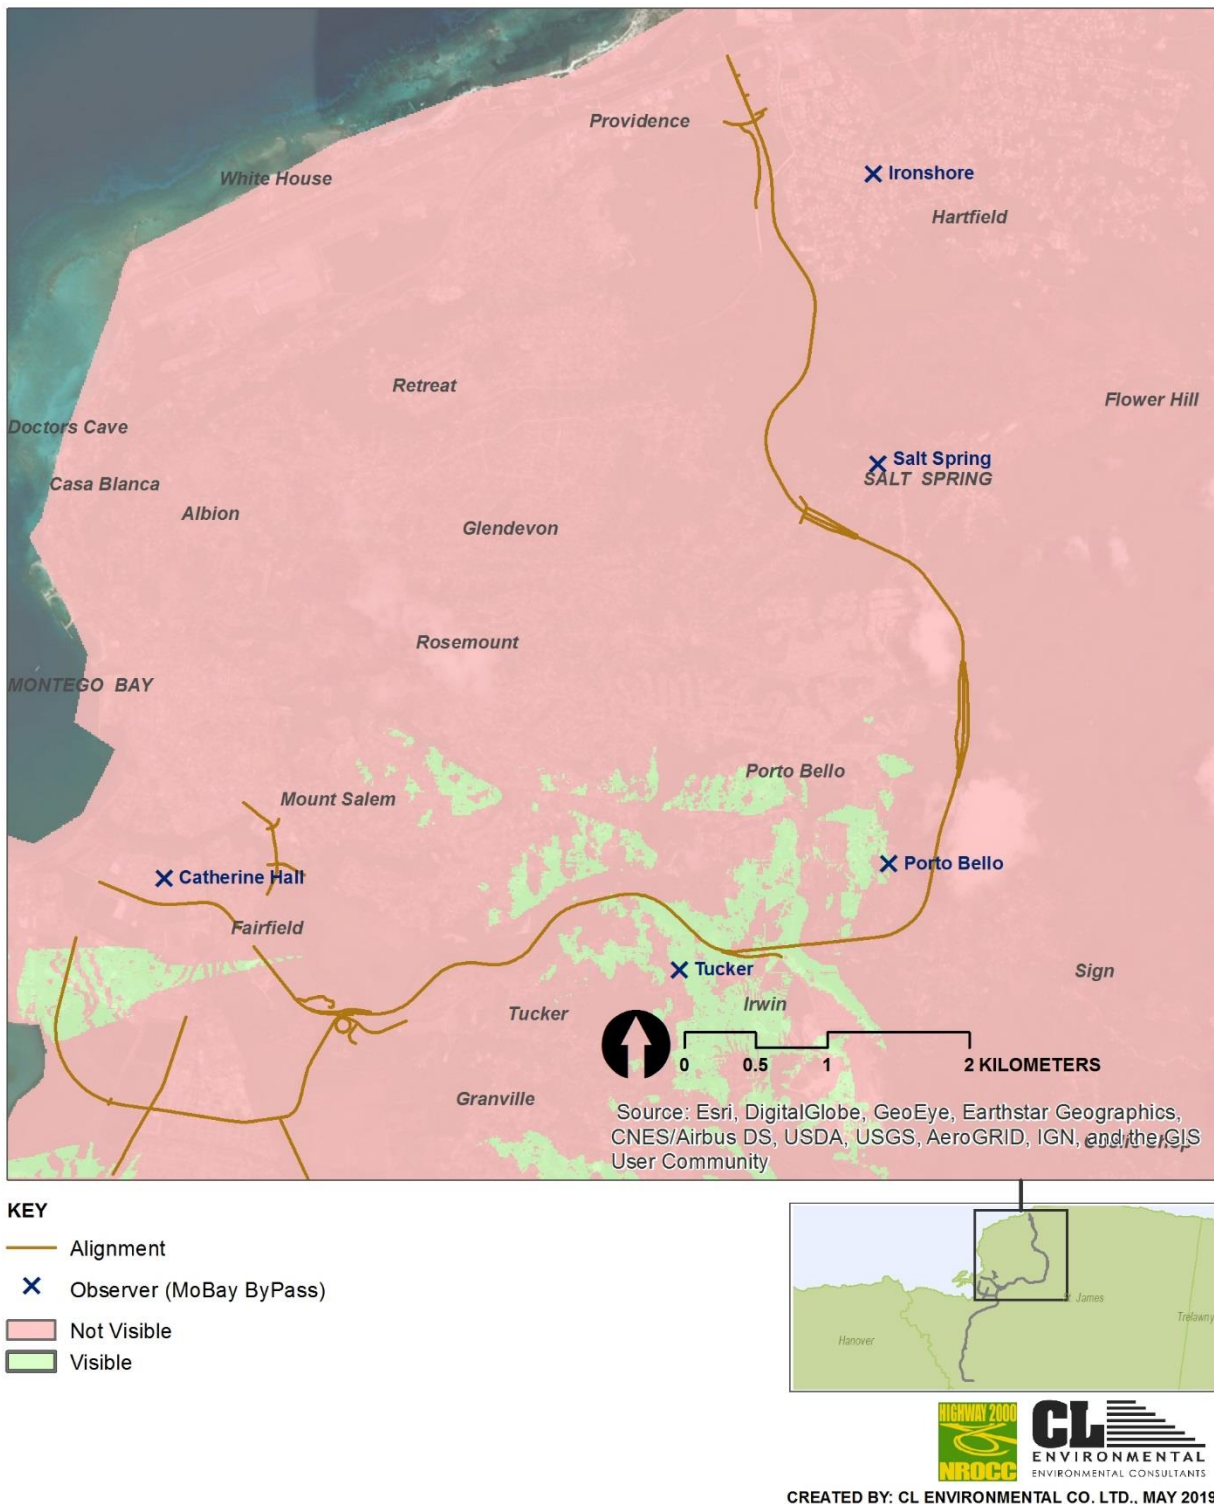 Providence
Ironshore
White House
Hartfield
Retreat
Flower Hill
Doctors Cave
Salt Spring
SALT SPRING
Casa Blanca
Albion
Glendevon
Rosemount
MONTEGO BAY
Porto Bello
Mount Salem
Porto Bello
Catherine Hall
Fairfield
Tucker
Sign
Irwin
Tucker
0 0.5 1 2 KILOMETERS
Granville
Source: Esri, DigitalGlobe, GeoEye, Earthstar Geographics,
CNES/Airbus DS, USDA, USGS, AeroGRID, IGN, and the GIS
User Community
KEY
Alignment
Observer (MoBay ByPass)
Not Visible
Visible
St. James
Trelawny
Hanover
HIGHWAY 2000
NROCC
CL
ENVIRONMENTAL
ENVIRONMENTAL CONSULTANTS
CREATED BY: CL ENVIRONMENTAL CO. LTD., MAY 2019